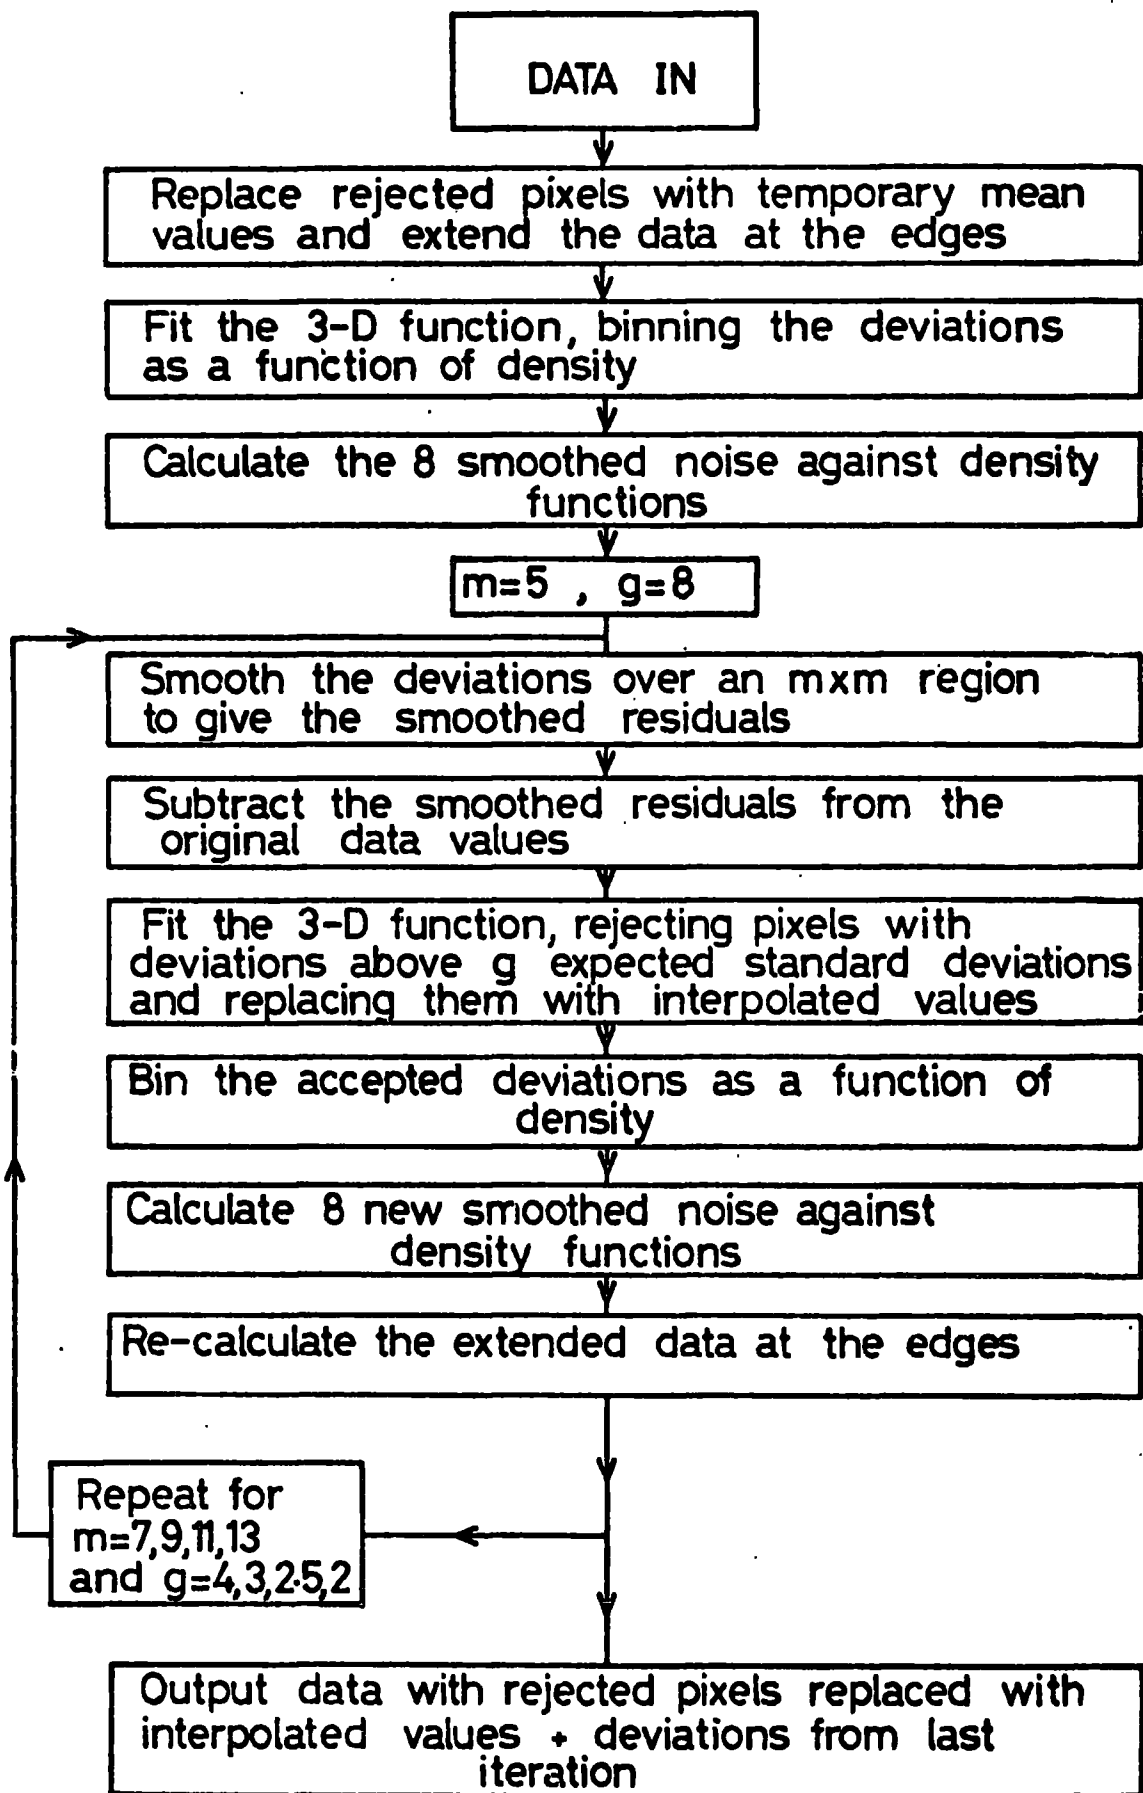 DATA IN
Replace rejected pixels with temporary mean
values and extend the data at the edges
Fit the 3-D function, binning the deviations
as a function of density
Calculate the 8 smoothed noise against density
functions
m=5 , g=8
Smooth the deviations over an mxm region
to give the smoothed residuals
Subtract the smoothed residuals from the
original data values
Fit the 3-D function, rejecting pixels with
deviations above g expected standard deviations
and replacing them with interpolated values
Bin the accepted deviations as a function of
density
Calculate 8 new smoothed noise against
density functions
Re-calculate the extended data at the edges
Repeat for
m=7,9,11,13
and g=4,3,2·5,2
Output data with rejected pixels replaced with
interpolated values + deviations from last
iteration